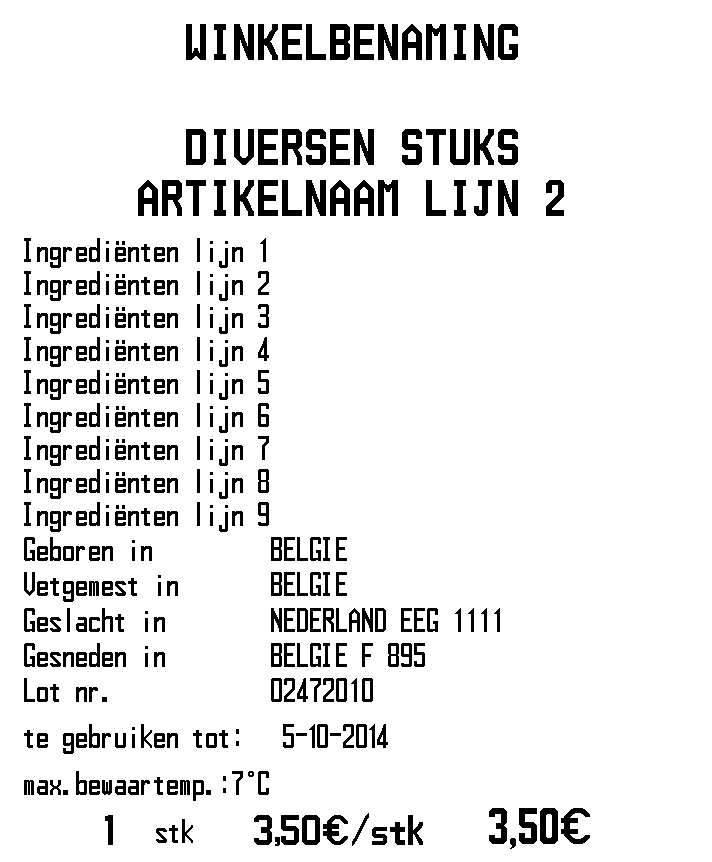 WINKELBENAMING
DIVERSEN STUKS
ARTIKELNAAM LIJN 2
Ingrediënten lijn 1
Ingrediënten lijn 2
Ingrediënten lijn 3
Ingrediënten lijn 4
Ingrediënten lijn 5
Ingrediënten lijn 6
Ingrediënten lijn 7
Ingrediënten lijn 8
Ingrediënten lijn 9
Geboren in BELGIE
Vetgemest in BELGIE
Geslacht in NEDERLAND EEG 1111
Gesneden in BELGIE F 895
Lot nr. 02472010
te gebruiken tot: 5-10-2014
max.bewaartemp.:7°C
1 stk 3,50€/stk 3,50€